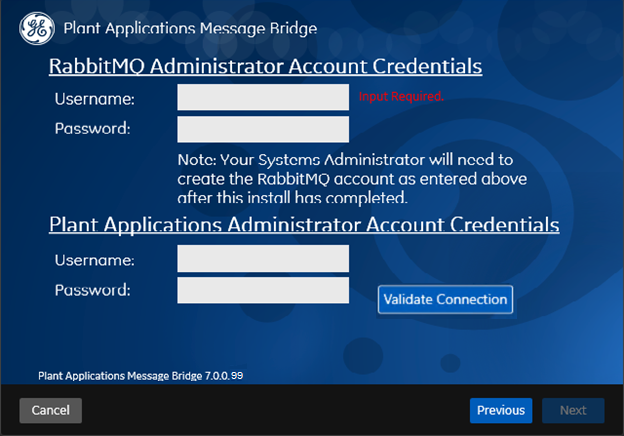 Plant Applications Message Bridge
RabbitMQ Administrator Account Credentials
Username:
Input Required.
Password:
Note: Your Systems Administrator will need to
create the RabbitMQ account as entered above
after this install has completed.
Plant Applications Administrator Account Credentials
Username:
Password:
Validate Connection
Plant Applications Message Bridge 7.0.0.99
Cancel
Previous
Next